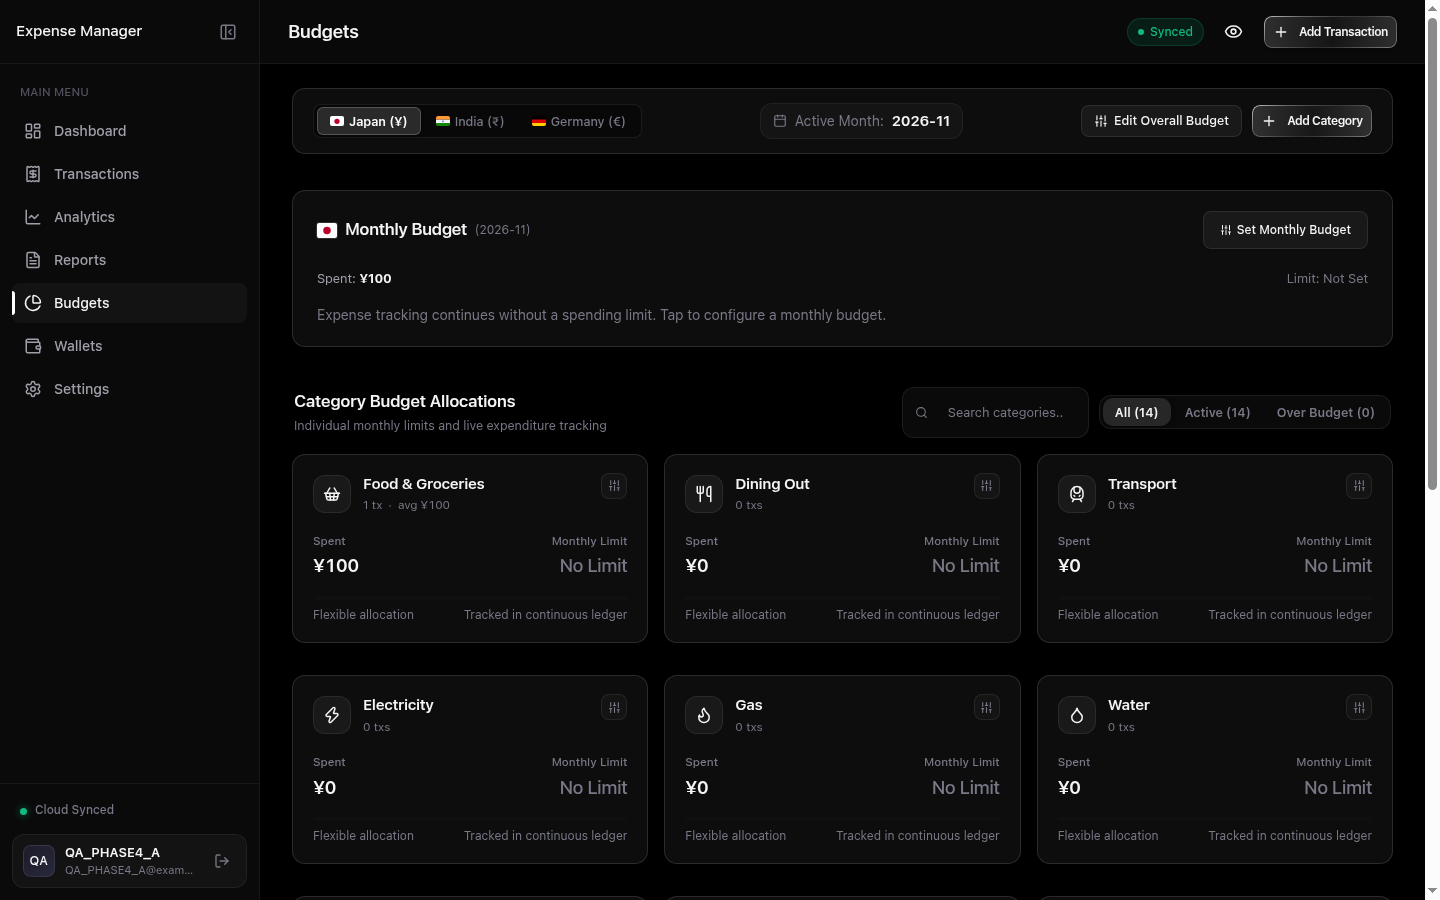 Expense Manager
Budgets
Synced
Add Transaction
MAIN MENU
Dashboard
Transactions
Analytics
Reports
Budgets
Wallets
Settings
Cloud Synced
QA
QA_PHASE4_A
QA_PHASE4_A@exam...
Japan (¥)
India (₹)
Germany (€)
Active Month: 2026-11
Edit Overall Budget
Add Category
Monthly Budget (2026-11)
Set Monthly Budget
Spent: ¥100
Limit: Not Set
Expense tracking continues without a spending limit. Tap to configure a monthly budget.
Category Budget Allocations
Individual monthly limits and live expenditure tracking
Search categories..
All (14)
Active (14)
Over Budget (0)
Food & Groceries
1 tx · avg ¥100
Spent
Monthly Limit
¥100
No Limit
Flexible allocation
Tracked in continuous ledger
Dining Out
0 txs
Spent
Monthly Limit
¥0
No Limit
Flexible allocation
Tracked in continuous ledger
Transport
0 txs
Spent
Monthly Limit
¥0
No Limit
Flexible allocation
Tracked in continuous ledger
Electricity
0 txs
Spent
Monthly Limit
¥0
No Limit
Flexible allocation
Tracked in continuous ledger
Gas
0 txs
Spent
Monthly Limit
¥0
No Limit
Flexible allocation
Tracked in continuous ledger
Water
0 txs
Spent
Monthly Limit
¥0
No Limit
Flexible allocation
Tracked in continuous ledger